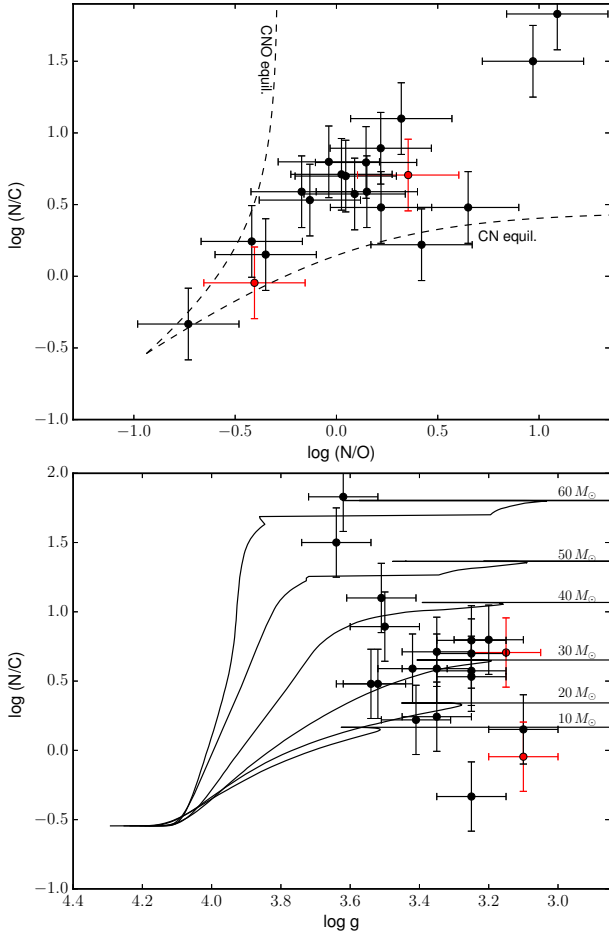 1.5
1.0
0.5
0.0
−0.5
−1.0
log (N/C)
CNO equil.
CN equil.
−1.0
−0.5
0.0
0.5
1.0
log (N/O)
2.0
1.5
1.0
0.5
0.0
−0.5
−1.0
log (N/C)
60 M⊙
50 M⊙
40 M⊙
30 M⊙
20 M⊙
10 M⊙
4.4
4.2
4.0
3.8
3.6
3.4
3.2
3.0
log g